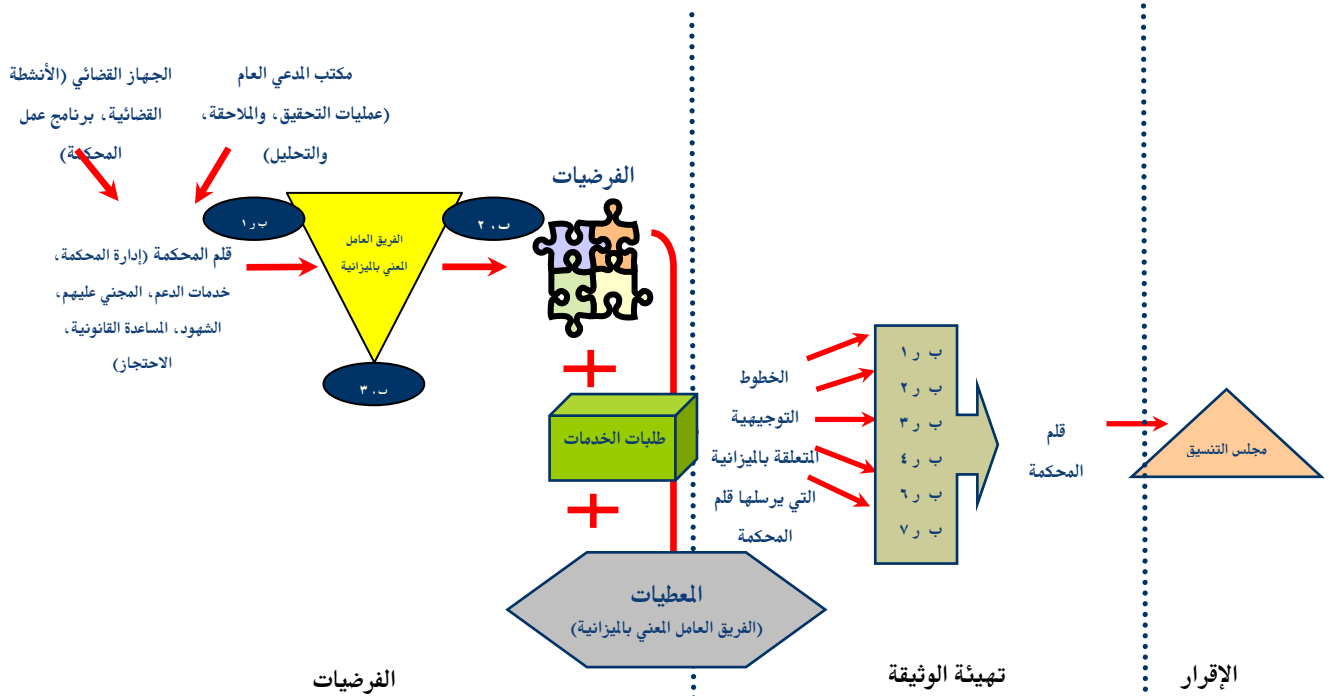 الجهاز القضائي (الأنشطة
القضائية، برنامج عمل
المحكمة)
مكتب المدعي العام
(عمليات التحقيق، والملاحقة،
والتحليل)
ب ر ١
ب ر ٢
ب ر ٣
الفريق العامل
المعني بالميزانية
قلم المحكمة (إدارة المحكمة،
خدمات الدعم، المجني عليهم،
الشهود، المساعدة القانونية،
الاحتجاز)
الفرضيات
طلبات الخدمات
المعطيات
(الفريق العامل المعني بالميزانية)
الخطوط
التوجيهية
المتعلقة بالميزانية
التي يرسلها قلم
المحكمة
ب ر ١
ب ر ٢
ب ر ٣
ب ر ٤
ب ر ٦
ب ر ٧
قلم
المحكمة
مجلس التنسيق
الفرضيات
تهيئة الوثيقة
الإقرار